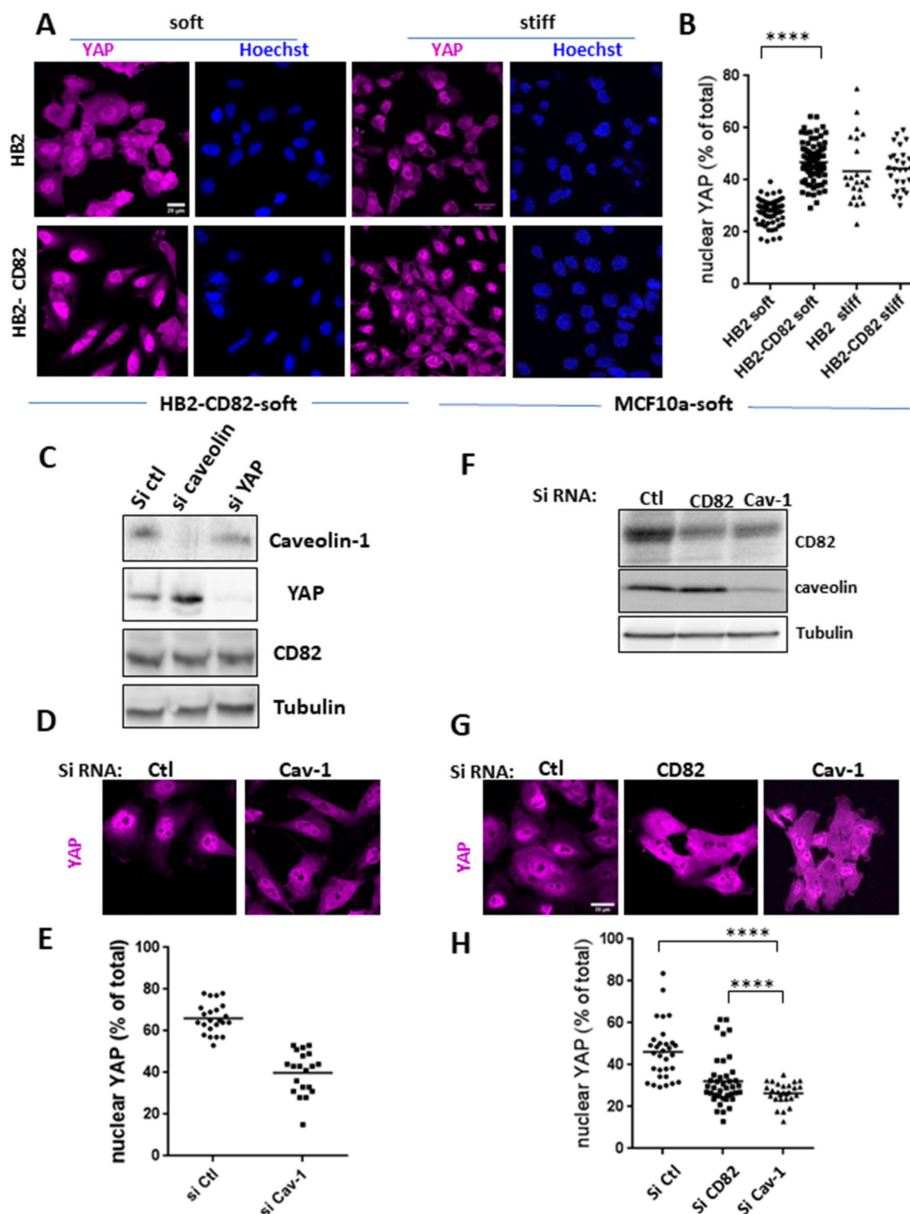 A
soft
stiff
YAP
Hoechst
YAP
Hoechst
HB2
HB2- CD82
20 µm
B
****
nuclear YAP (% of total)
80
60
40
20
0
HB2 soft
HB2-CD82 soft
HB2 stiff
HB2-CD82 stiff
HB2-CD82-soft
MCF10a-soft
C
Si ctl
si caveolin
si YAP
Caveolin-1
YAP
CD82
Tubulin
F
Si RNA:
Ctl
CD82
Cav-1
CD82
caveolin
Tubulin
D
Si RNA:
Ctl
Cav-1
YAP
G
Si RNA:
Ctl
CD82
Cav-1
YAP
20 µm
E
nuclear YAP (% of total)
100
80
60
40
20
0
si Ctl
si Cav-1
H
****
****
nuclear YAP (% of total)
100
80
60
40
20
0
Si Ctl
Si CD82
Si Cav-1